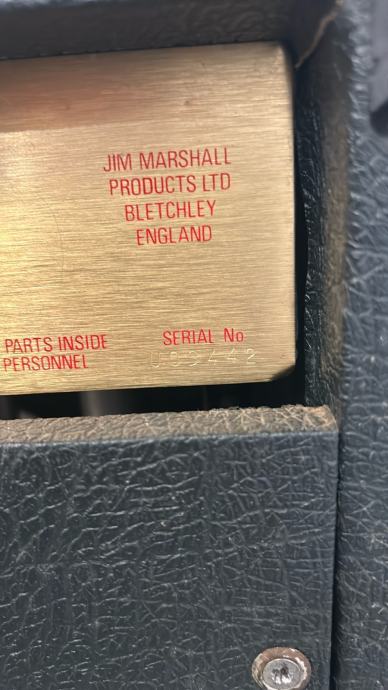 JIM MARSHALL
PRODUCTS LTD
BLETCHLEY
ENGLAND
PARTS INSIDE
PERSONNEL
SERIAL No